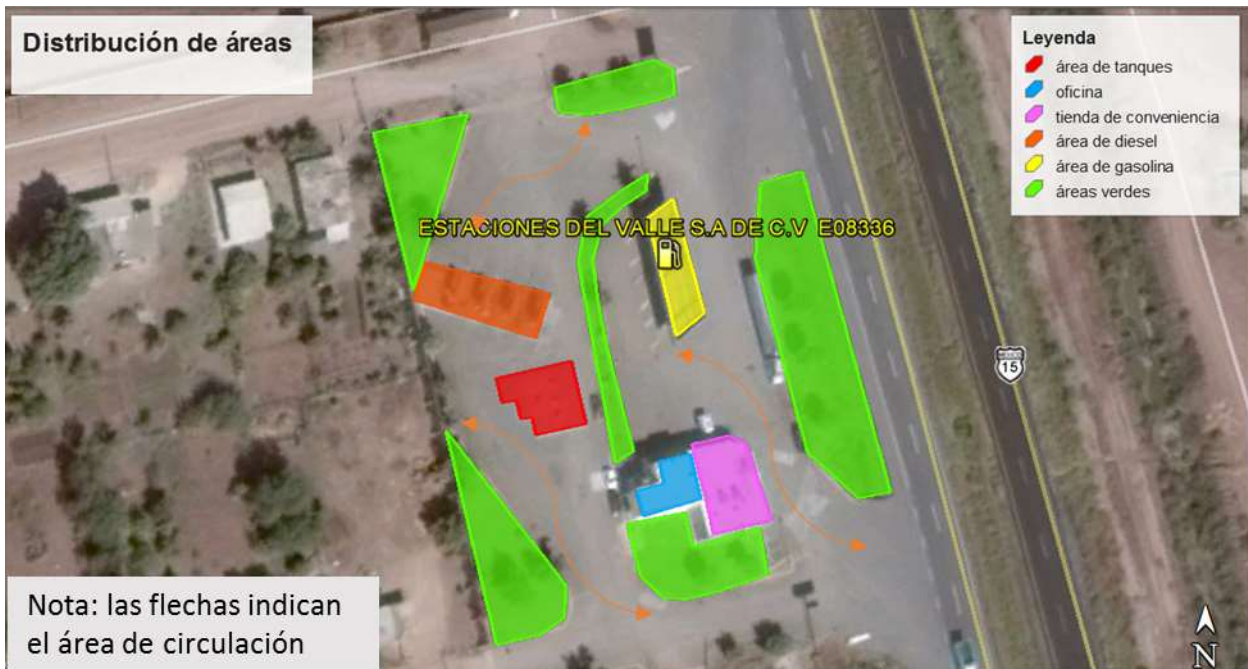 Distribución de áreas
Leyenda
área de tanques
oficina
tienda de conveniencia
área de diesel
área de gasolina
áreas verdes
ESTACIONES DEL VALLE S.A DE C.V E08336
MEXICO
15
Nota: las flechas indican
el área de circulación
N